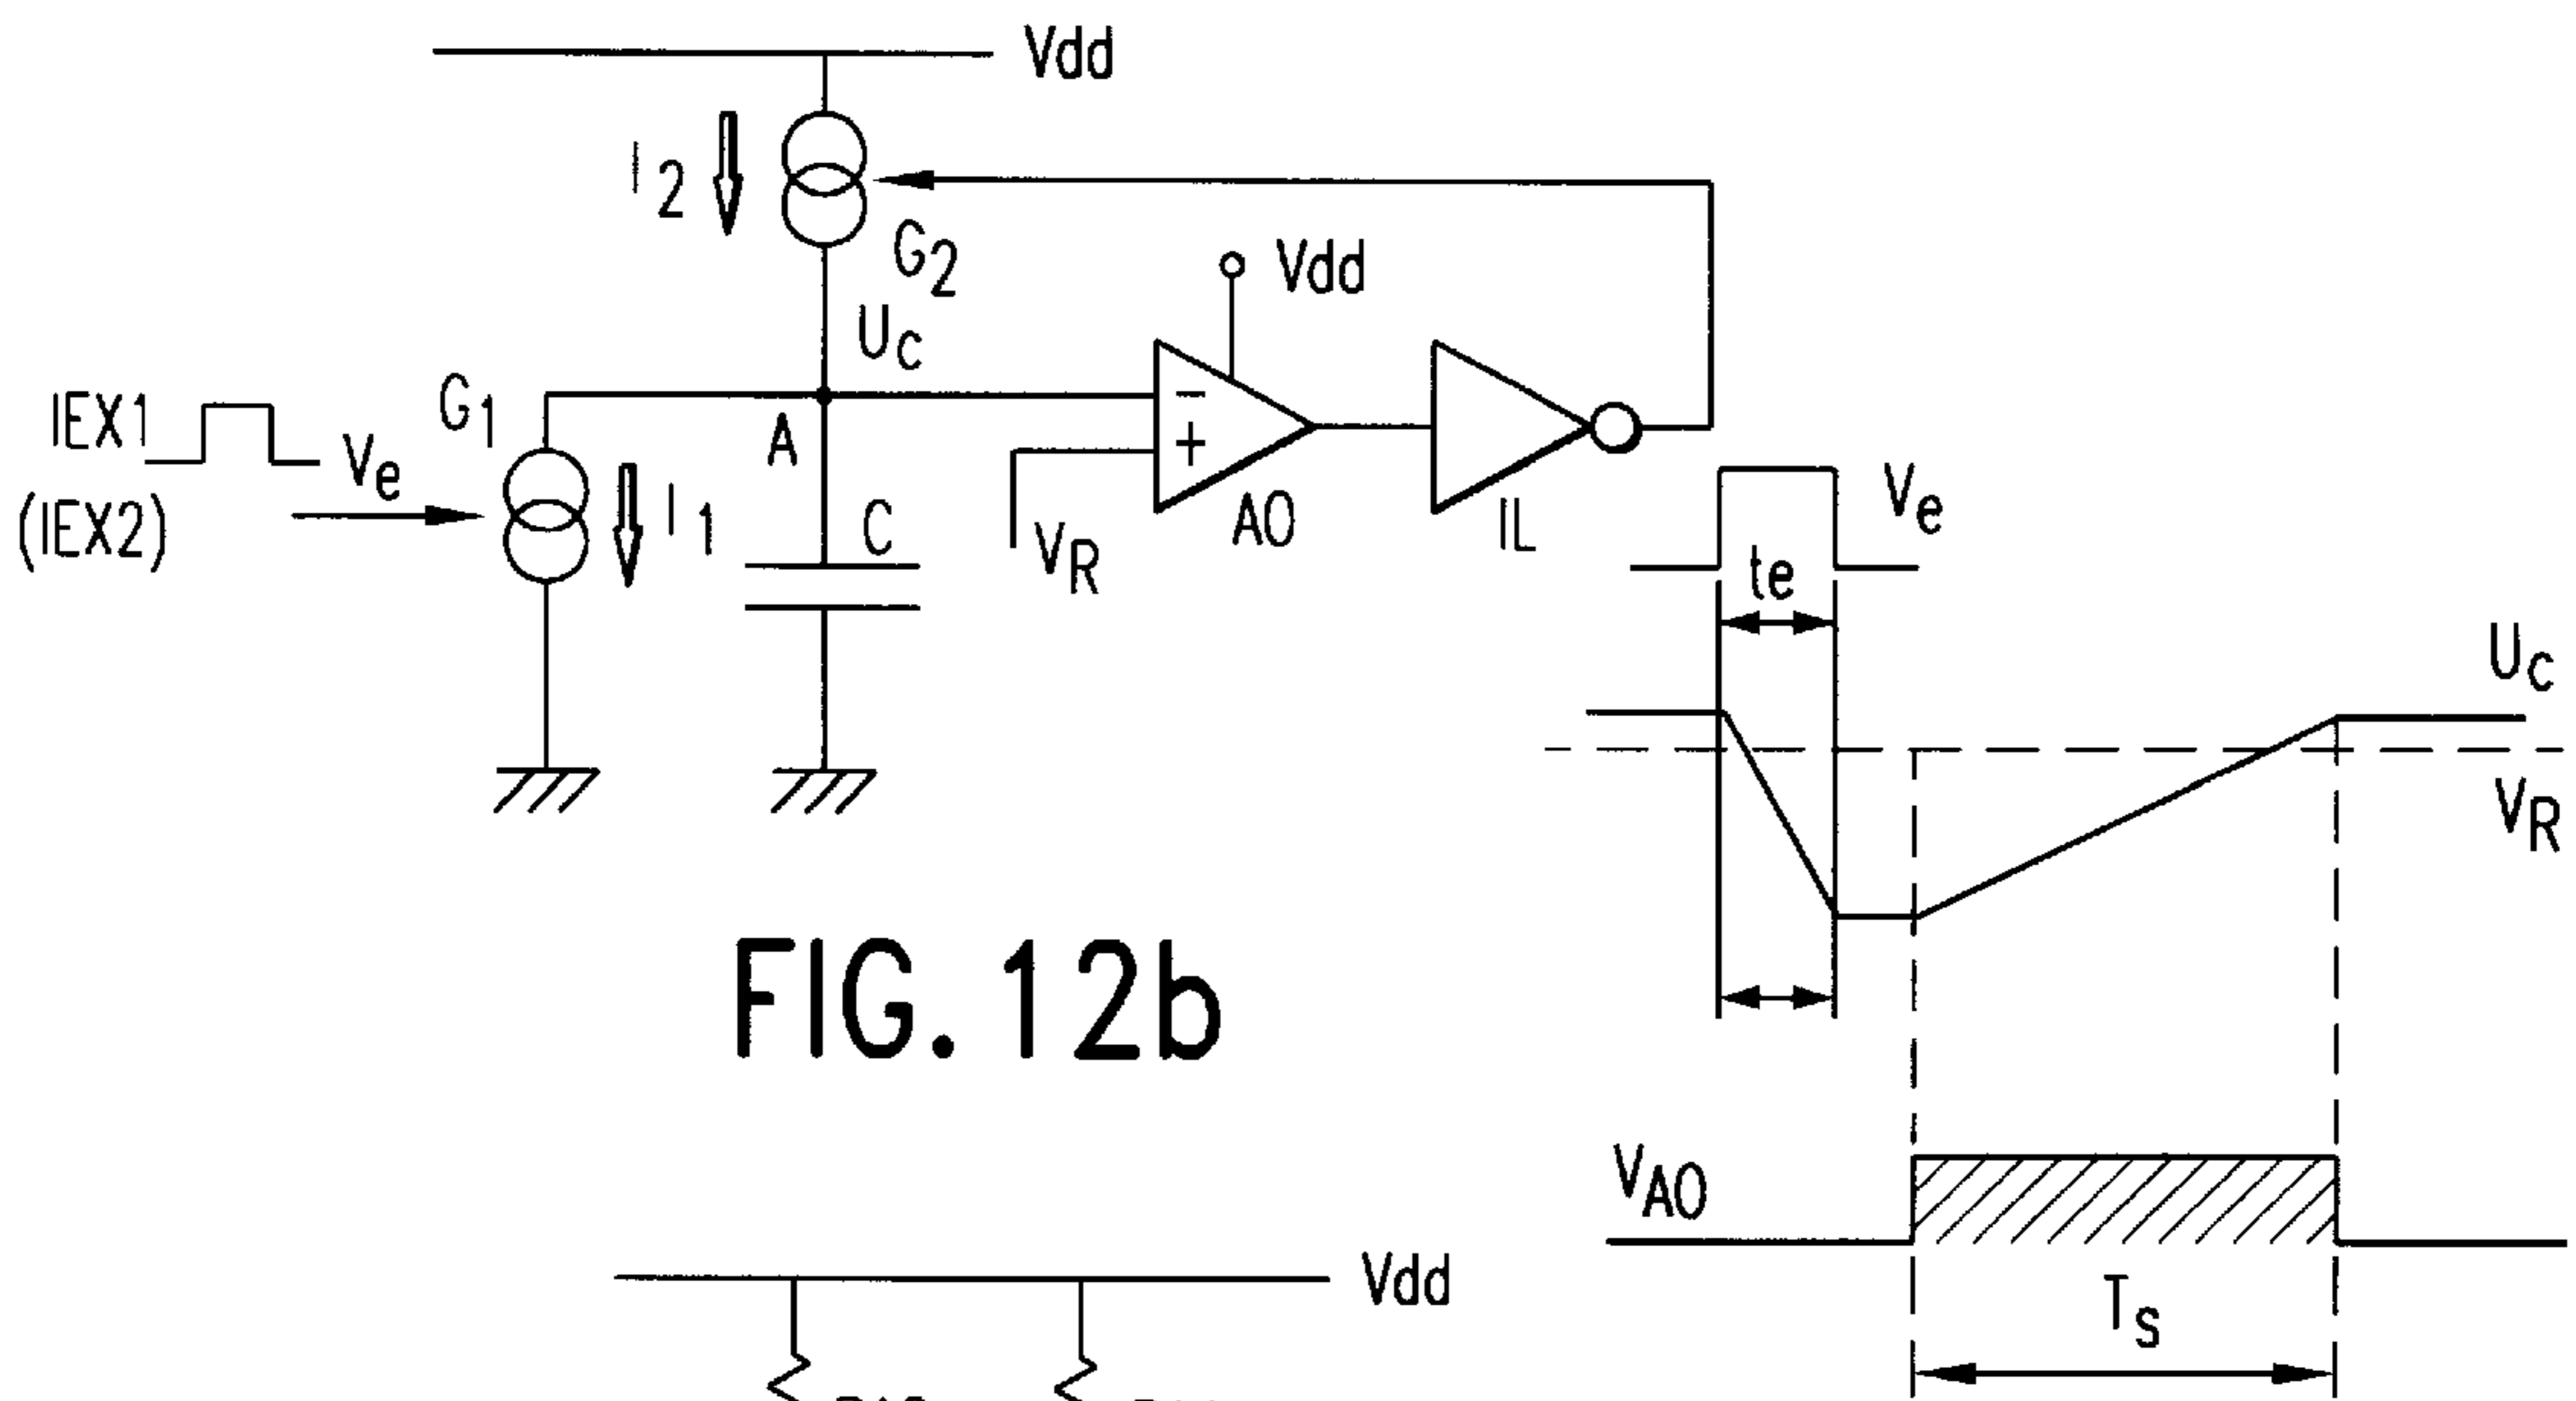 Vdd
I2
G2
Vdd
Uc
IEX1
(IEX2)
Ve
G1
I1
A
C
VR
- +
AO
IL
Ve
te
Uc
VR
FIG. 12b
VAO
Ts
Vdd